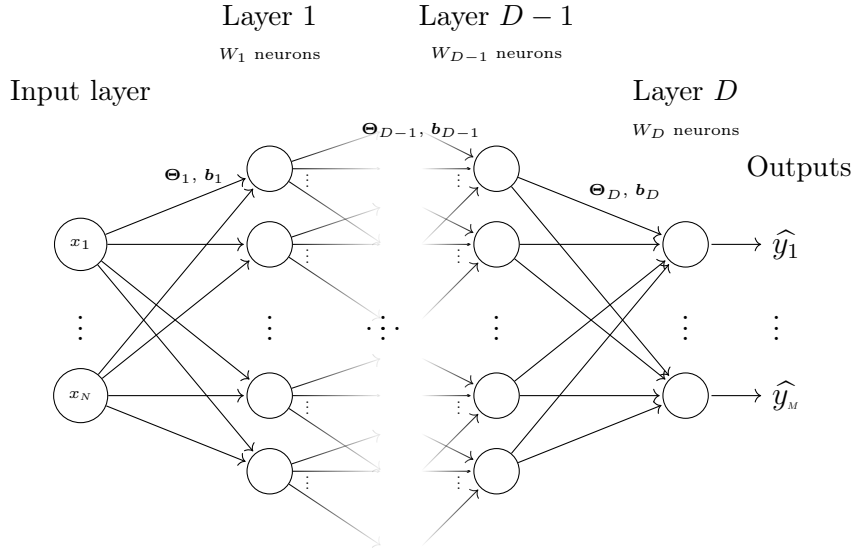 Layer 1
W₁ neurons
Layer D − 1
W_{D−1} neurons
Input layer
Layer D
W_D neurons
Outputs
Θ₁, b₁
Θ_{D−1}, b_{D−1}
Θ_D, b_D
x₁
ŷ₁
⋮ ⋮ ⋯ ⋮ ⋮ ⋮
x_N
ŷ_M